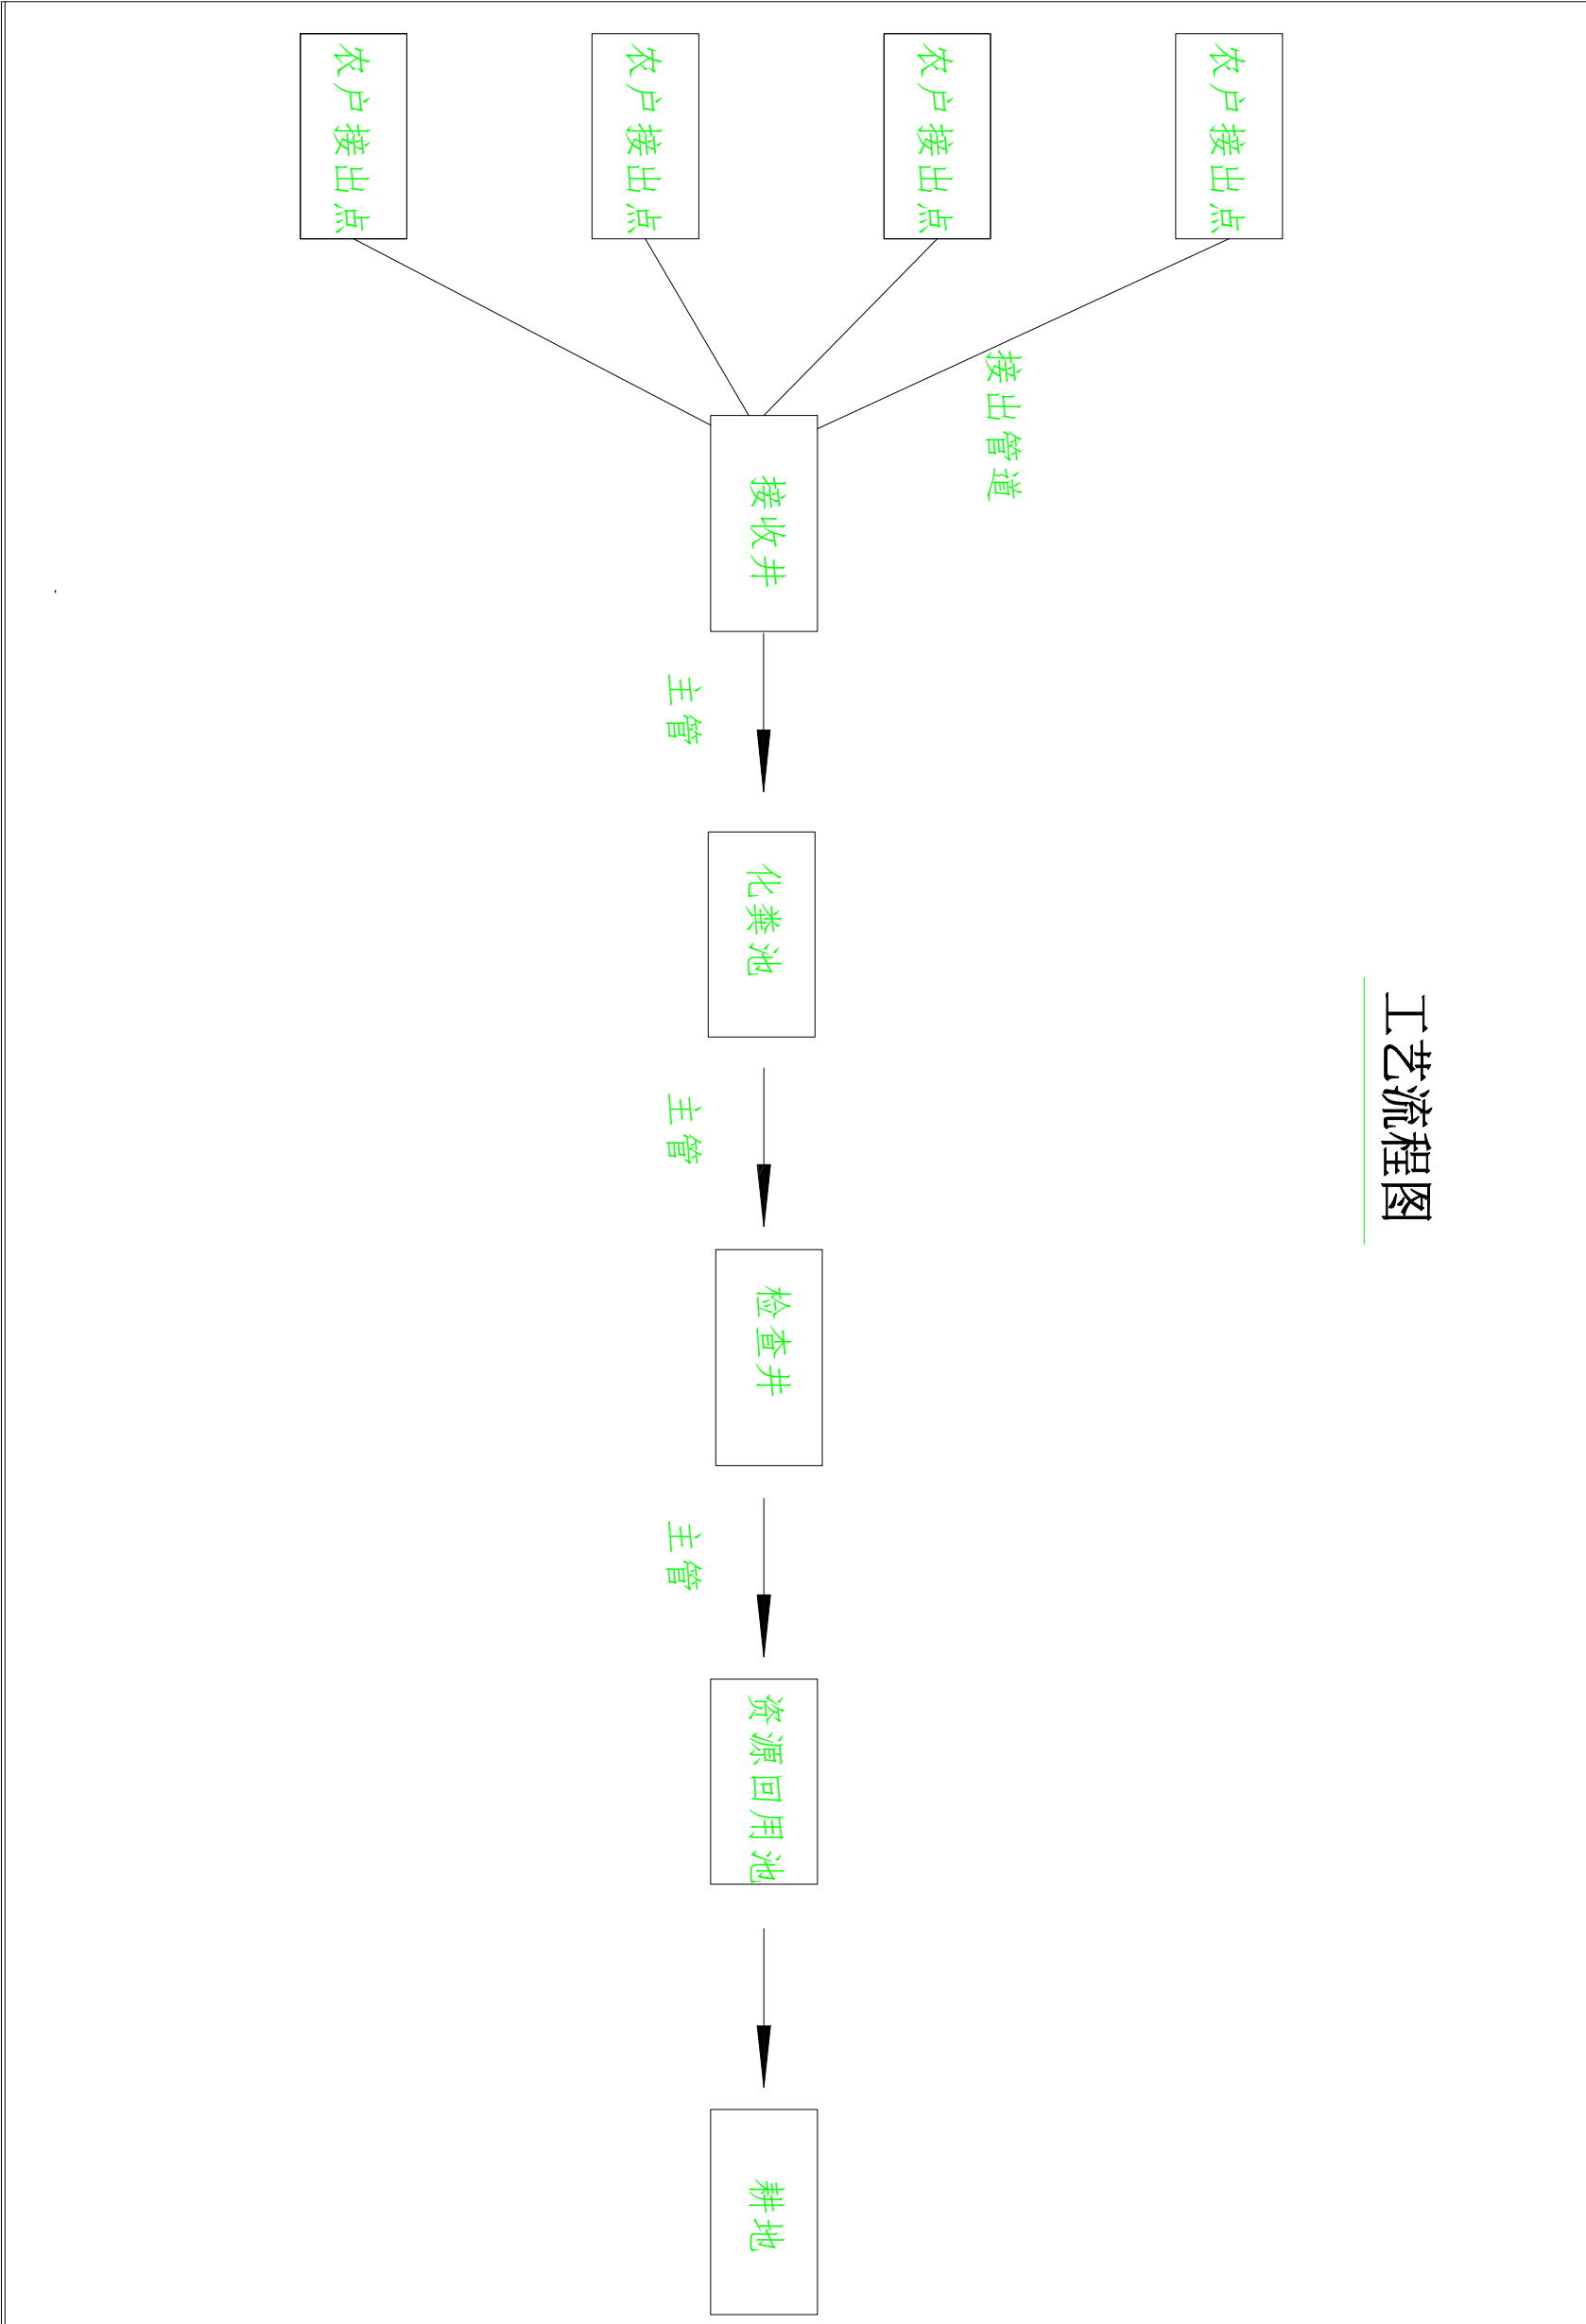 工艺流程图
农户接出点
农户接出点
农户接出点
农户接出点
接出管道
接收井
主管
化粪池
主管
检查井
主管
资源回用池
耕地